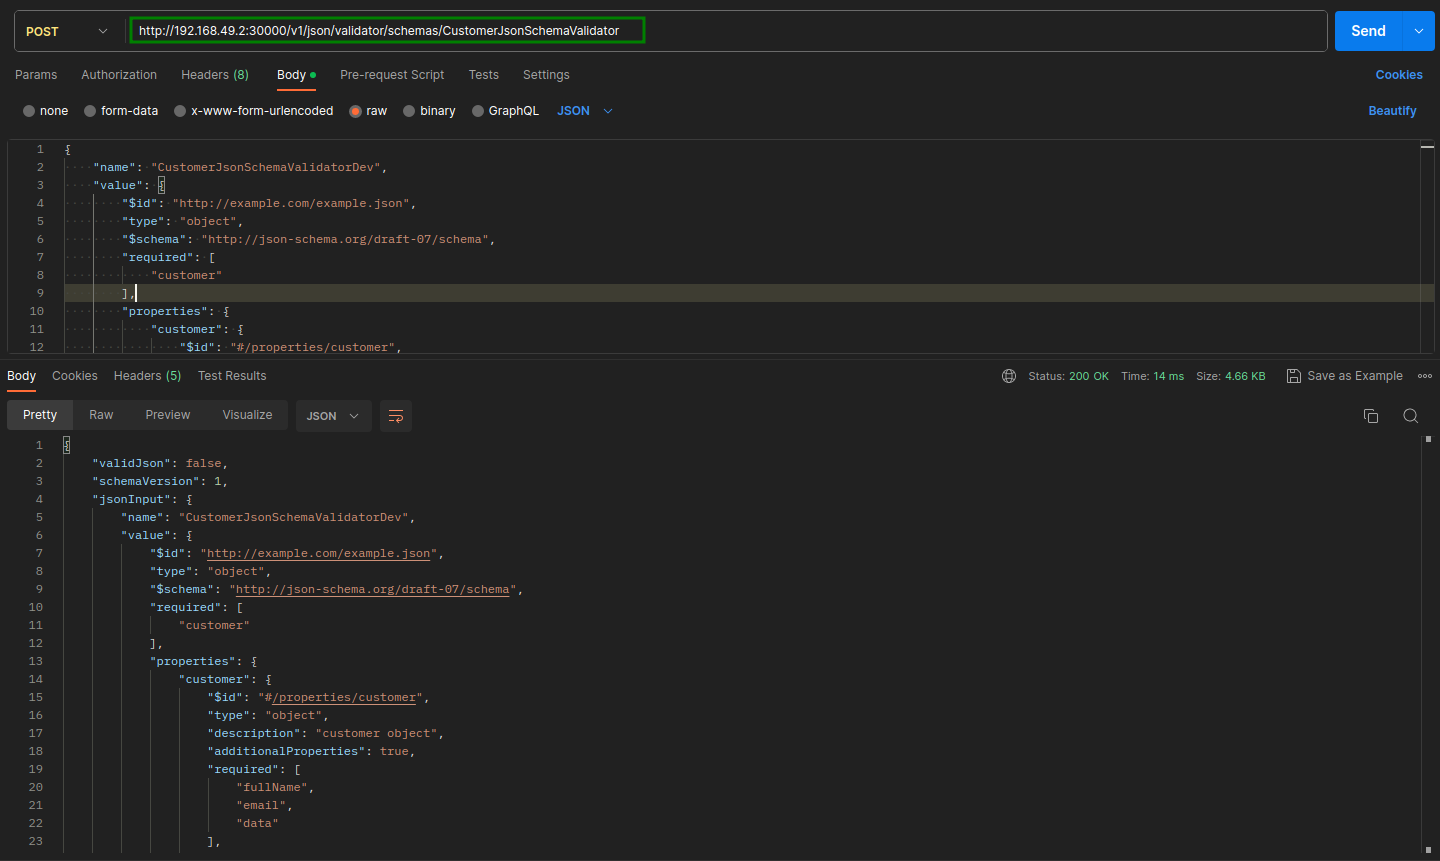 POST http://192.168.49.2:30000/v1/json/validator/schemas/CustomerJsonSchemaValidator Send
Params Authorization Headers (8) Body Pre-request Script Tests Settings Cookies
none form-data x-www-form-urlencoded raw binary GraphQL JSON Beautify
1 {
2 "name": "CustomerJsonSchemaValidatorDev",
3 "value": {
4 "$id": "http://example.com/example.json",
5 "type": "object",
6 "$schema": "http://json-schema.org/draft-07/schema",
7 "required": [
8 "customer"
9 ],
10 "properties": {
11 "customer": {
12 "$id": "#/properties/customer",
Body Cookies Headers (5) Test Results Status: 200 OK Time: 14 ms Size: 4.66 KB Save as Example
Pretty Raw Preview Visualize JSON
1 {
2 "validJson": false,
3 "schemaVersion": 1,
4 "jsonInput": {
5 "name": "CustomerJsonSchemaValidatorDev",
6 "value": {
7 "$id": "http://example.com/example.json",
8 "type": "object",
9 "$schema": "http://json-schema.org/draft-07/schema",
10 "required": [
11 "customer"
12 ],
13 "properties": {
14 "customer": {
15 "$id": "#/properties/customer",
16 "type": "object",
17 "description": "customer object",
18 "additionalProperties": true,
19 "required": [
20 "fullName",
21 "email",
22 "data"
23 ],